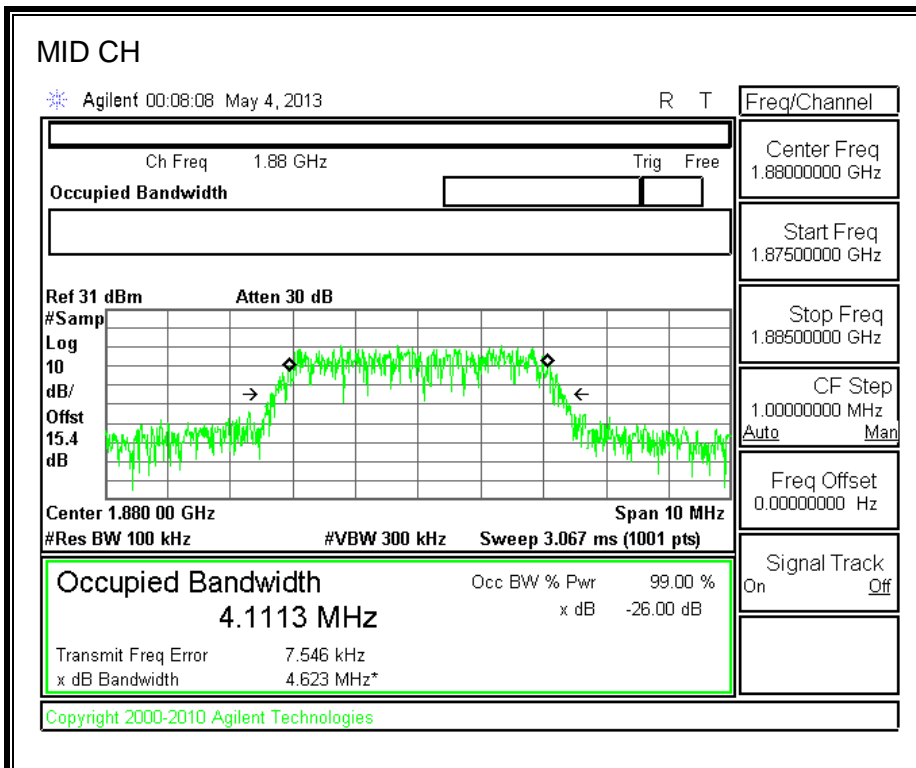 MID CH
Agilent 00:08:08 May 4, 2013 R T
Ch Freq 1.88 GHz Trig Free
Occupied Bandwidth
Ref 31 dBm Atten 30 dB
#Samp
Log
10
dB/
Offst
15.4
dB
Center 1.880 00 GHz Span 10 MHz
#Res BW 100 kHz #VBW 300 kHz Sweep 3.067 ms (1001 pts)
Occupied Bandwidth Occ BW % Pwr 99.00 %
4.1113 MHz x dB -26.00 dB
Transmit Freq Error 7.546 kHz
x dB Bandwidth 4.623 MHz*
Copyright 2000-2010 Agilent Technologies
Freq/Channel
Center Freq
1.88000000 GHz
Start Freq
1.87500000 GHz
Stop Freq
1.88500000 GHz
CF Step
1.00000000 MHz
Auto Man
Freq Offset
0.00000000 Hz
Signal Track
On Off